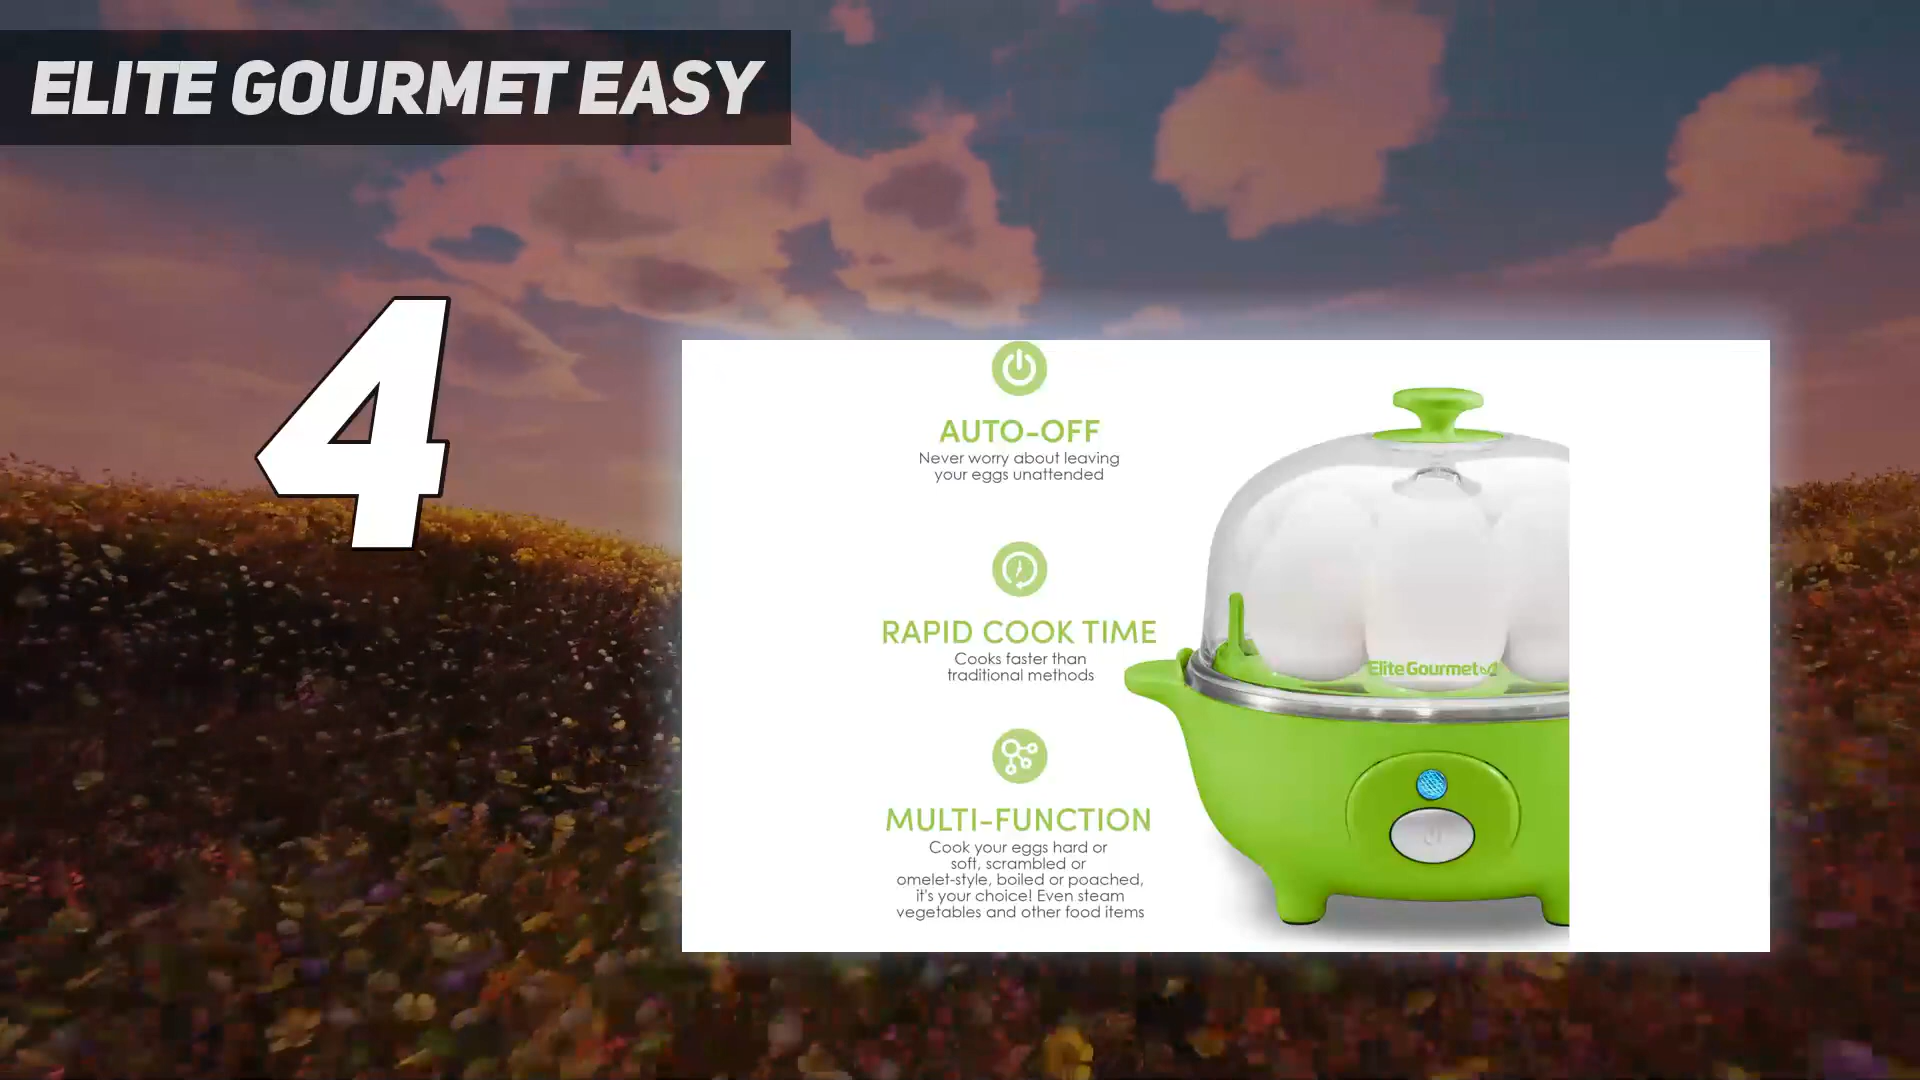 ELITE GOURMET EASY
4
AUTO-OFF
Never worry about leaving
your eggs unattended
RAPID COOK TIME
Cooks faster than
traditional methods
MULTI-FUNCTION
Cook your eggs hard or
soft, scrambled or
omelet-style, boiled or poached,
it's your choice! Even steam
vegetables and other food items
Elite Gourmet